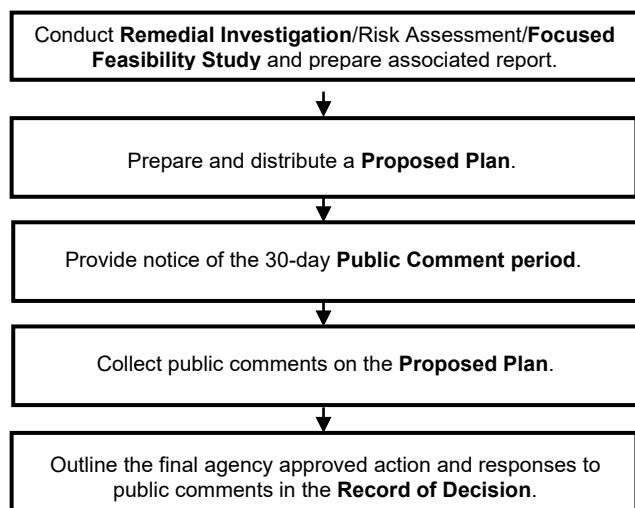 Conduct Remedial Investigation/Risk Assessment/Focused
Feasibility Study and prepare associated report.
Prepare and distribute a Proposed Plan.
Provide notice of the 30-day Public Comment period.
Collect public comments on the Proposed Plan.
Outline the final agency approved action and responses to
public comments in the Record of Decision.